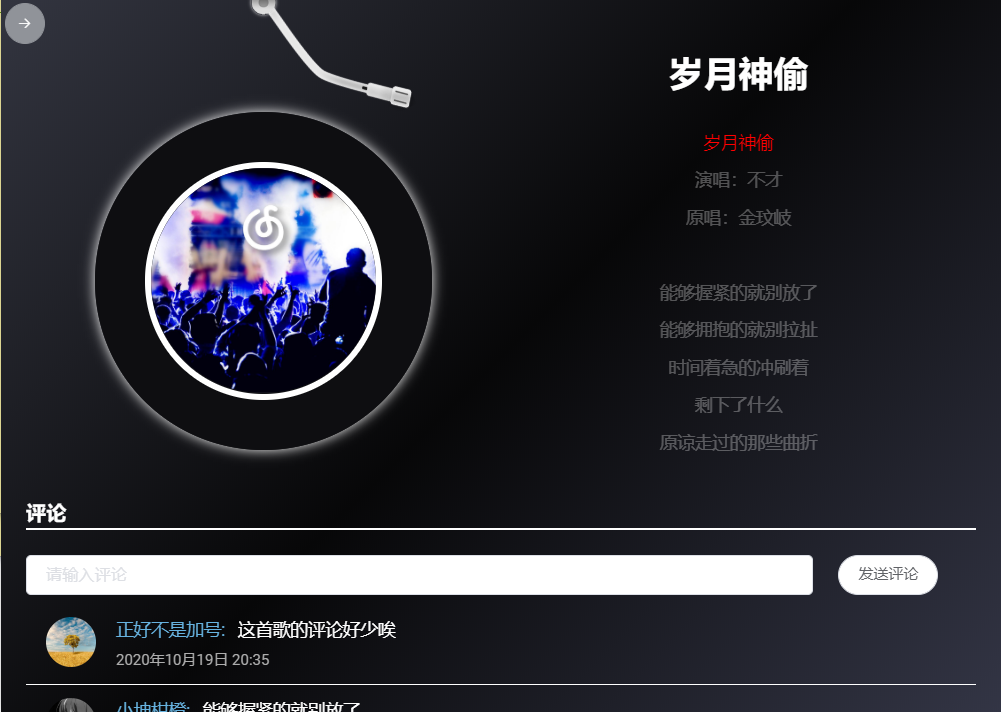 岁月神偷
岁月神偷
演唱：不才
原唱：金玟岐
能够握紧的就别放了
能够拥抱的就别拉扯
时间着急的冲刷着
剩下了什么
原谅走过的那些曲折
评论
请输入评论
发送评论
正好不是加号: 这首歌的评论好少唉
2020年10月19日 20:35
小坤柑橙: 能够握紧的就别放了